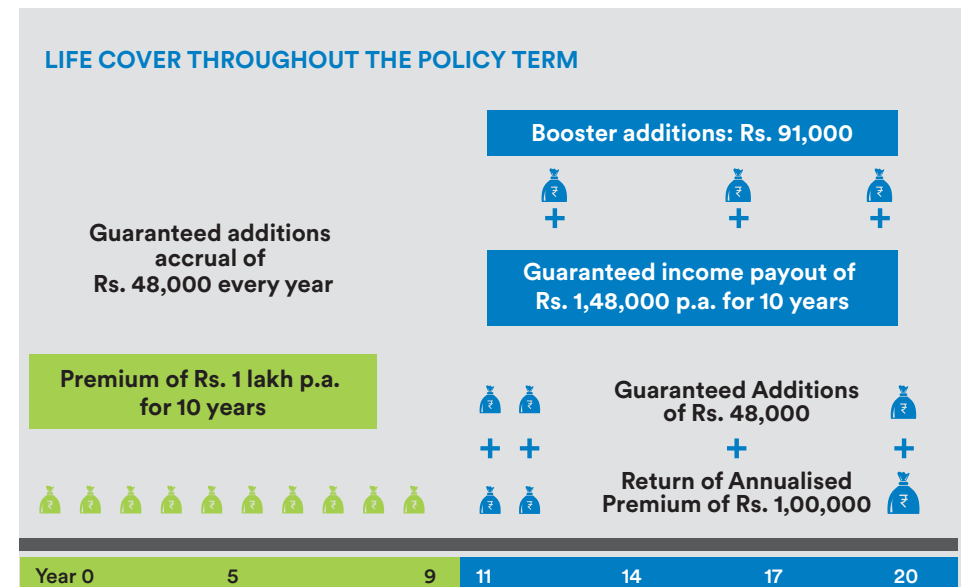 LIFE COVER THROUGHOUT THE POLICY TERM
Booster additions: Rs. 91,000
Guaranteed additions
accrual of
Rs. 48,000 every year
Guaranteed income payout of
Rs. 1,48,000 p.a. for 10 years
Premium of Rs. 1 lakh p.a.
for 10 years
Guaranteed Additions
of Rs. 48,000
+
Return of Annualised
Premium of Rs. 1,00,000
Year 0 5 9 11 14 17 20